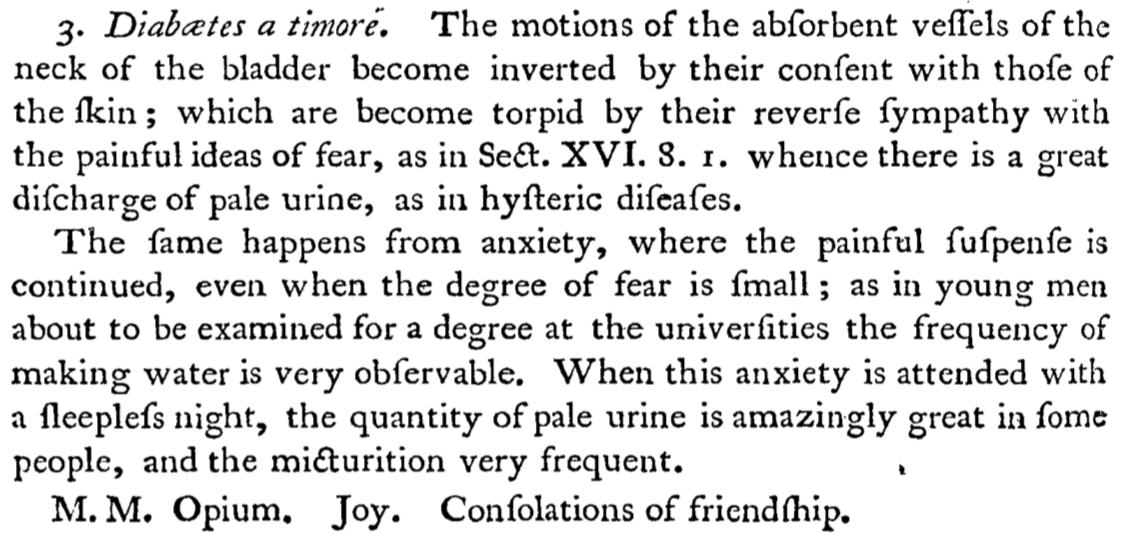 3. Diabætes a timore. The motions of the abſorbent veſſels of the
neck of the bladder become inverted by their conſent with thoſe of
the ſkin; which are become torpid by their reverſe ſympathy with
the painful ideas of fear, as in Sect. XVI. 8. 1. whence there is a great
diſcharge of pale urine, as in hyſteric diſeaſes.
The ſame happens from anxiety, where the painful ſuſpenſe is
continued, even when the degree of fear is ſmall; as in young men
about to be examined for a degree at the univerſities the frequency of
making water is very obſervable. When this anxiety is attended with
a ſleepleſs night, the quantity of pale urine is amazingly great in ſome
people, and the micturition very frequent.
M. M. Opium. Joy. Conſolations of friendſhip.